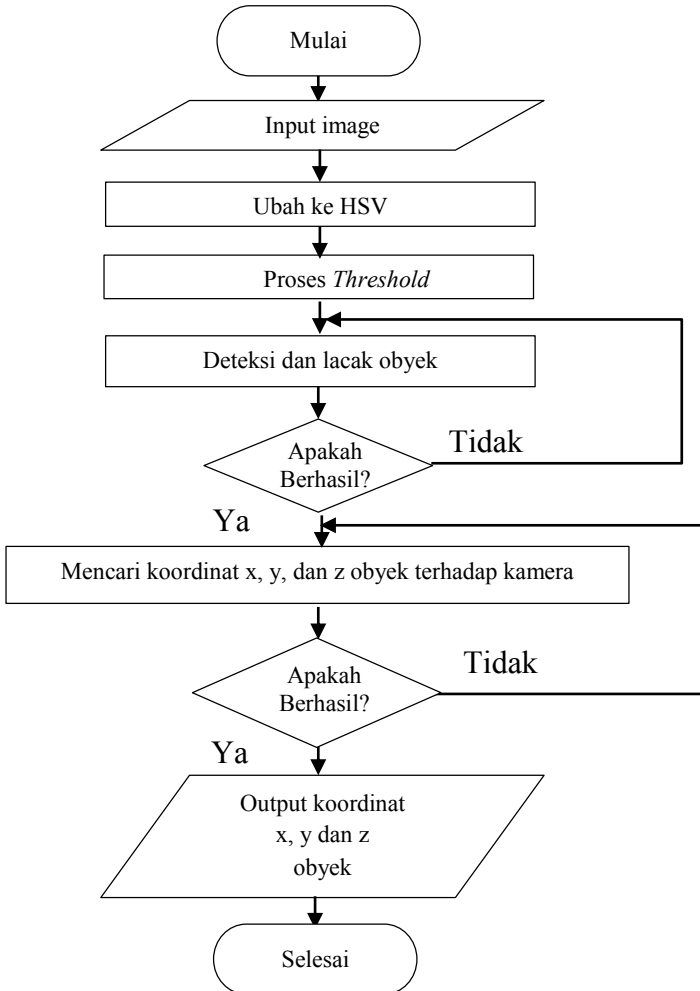 Mulai
Input image
Ubah ke HSV
Proses Threshold
Deteksi dan lacak obyek
Apakah
Berhasil?
Tidak
Ya
Mencari koordinat x, y, dan z obyek terhadap kamera
Apakah
Berhasil?
Tidak
Ya
Output koordinat
x, y dan z
obyek
Selesai